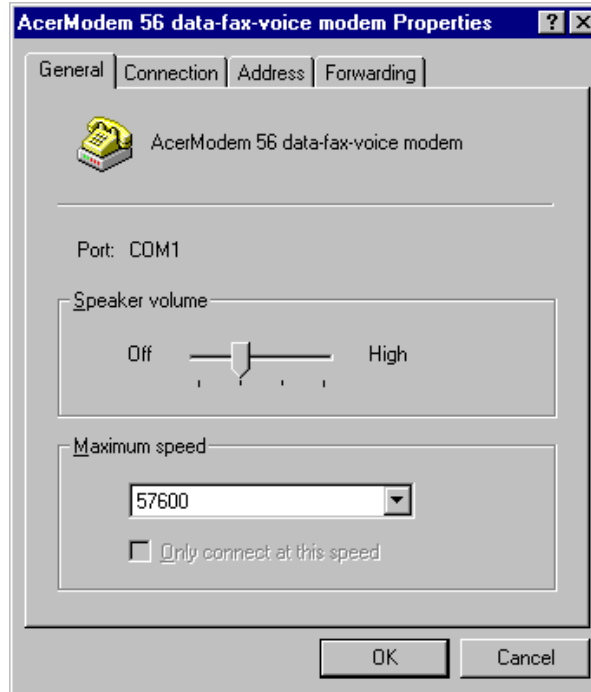 AcerModem 56 data-fax-voice modem Properties
General Connection Address Forwarding
AcerModem 56 data-fax-voice modem
Port: COM1
Speaker volume
Off High
Maximum speed
57600
Only connect at this speed
OK Cancel